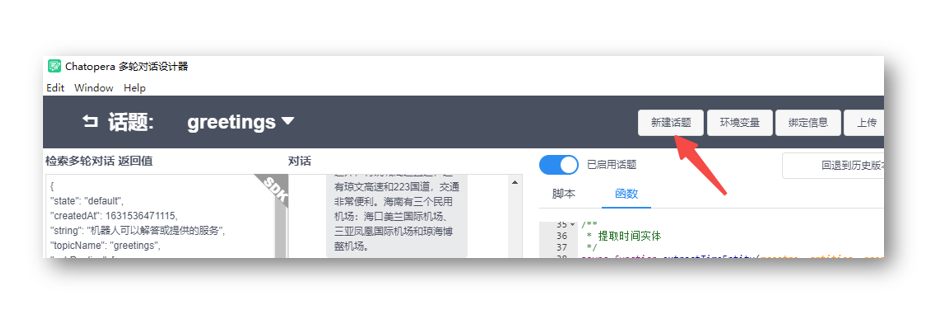 Chatopera 多轮对话设计器
Edit Window Help
话题: greetings
新建话题 环境变量 绑定信息 上传
检索多轮对话 返回值
{
"state": "default",
"createdAt": 1631536471115,
"string": "机器人可以解答或提供的服务",
"topicName": "greetings",
SDK
对话
有琼文高速和223国道，交通
非常便利。海南有三个民用
机场：海口美兰国际机场、
三亚凤凰国际机场和琼海博
鳌机场。
已启用话题
回退到历史版本
脚本 函数
35 /**
36 * 提取时间实体
37 */